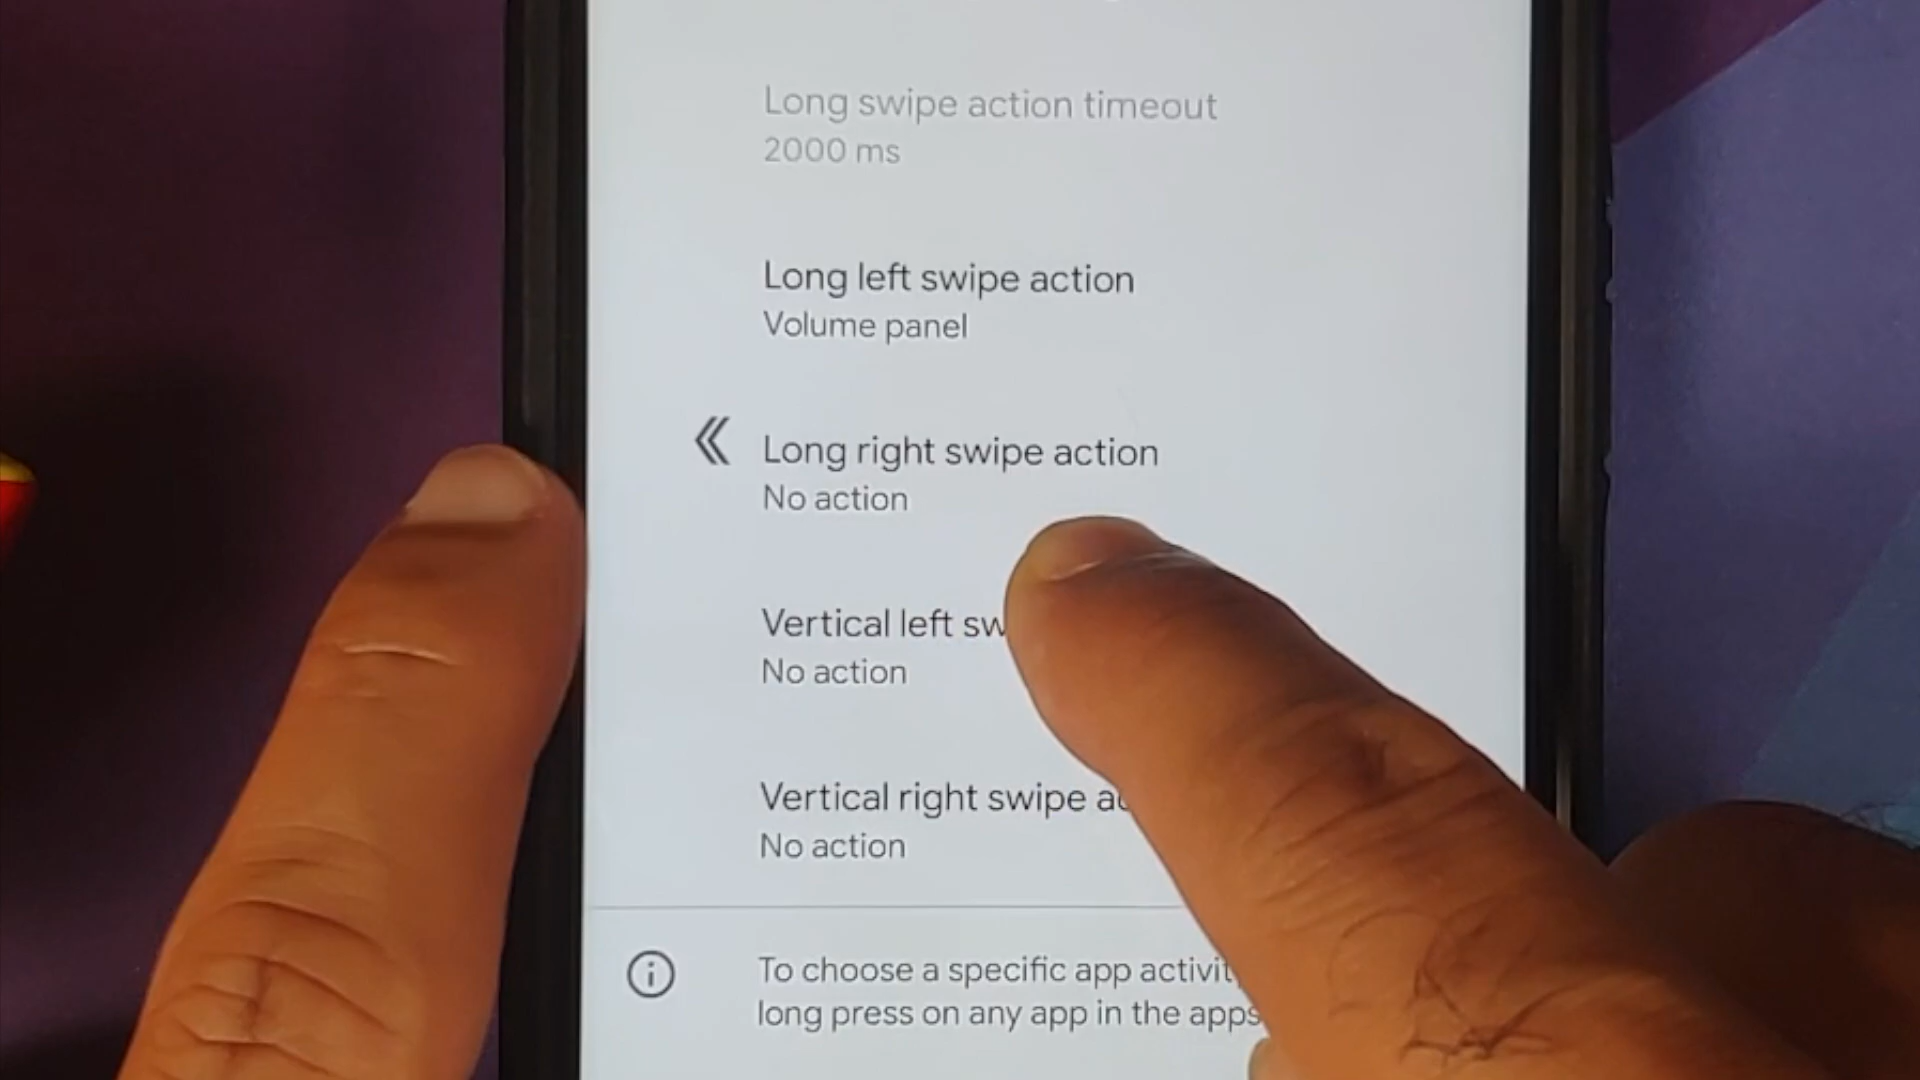 Long swipe action timeout
2000 ms
Long left swipe action
Volume panel
Long right swipe action
No action
Vertical left
No action
Vertical right swipe
No action
To choose a specific app
long press on any app in the apps